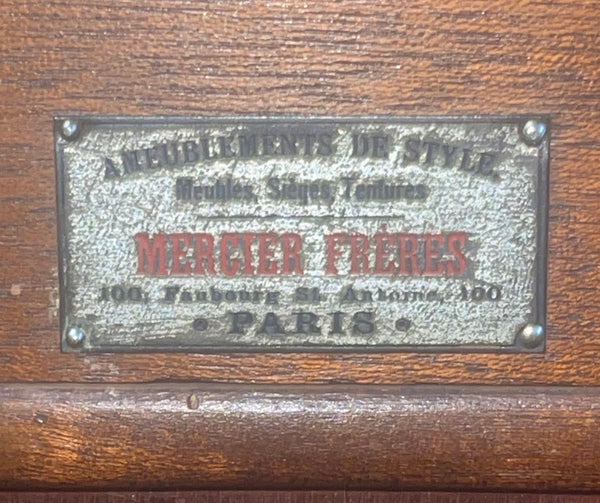 AMEUBLEMENTS DE STYLE.
Meubles, Sièges, Tentures
MERCIER FRÈRES
100, Faubourg St. Antoine, 100
• PARIS •